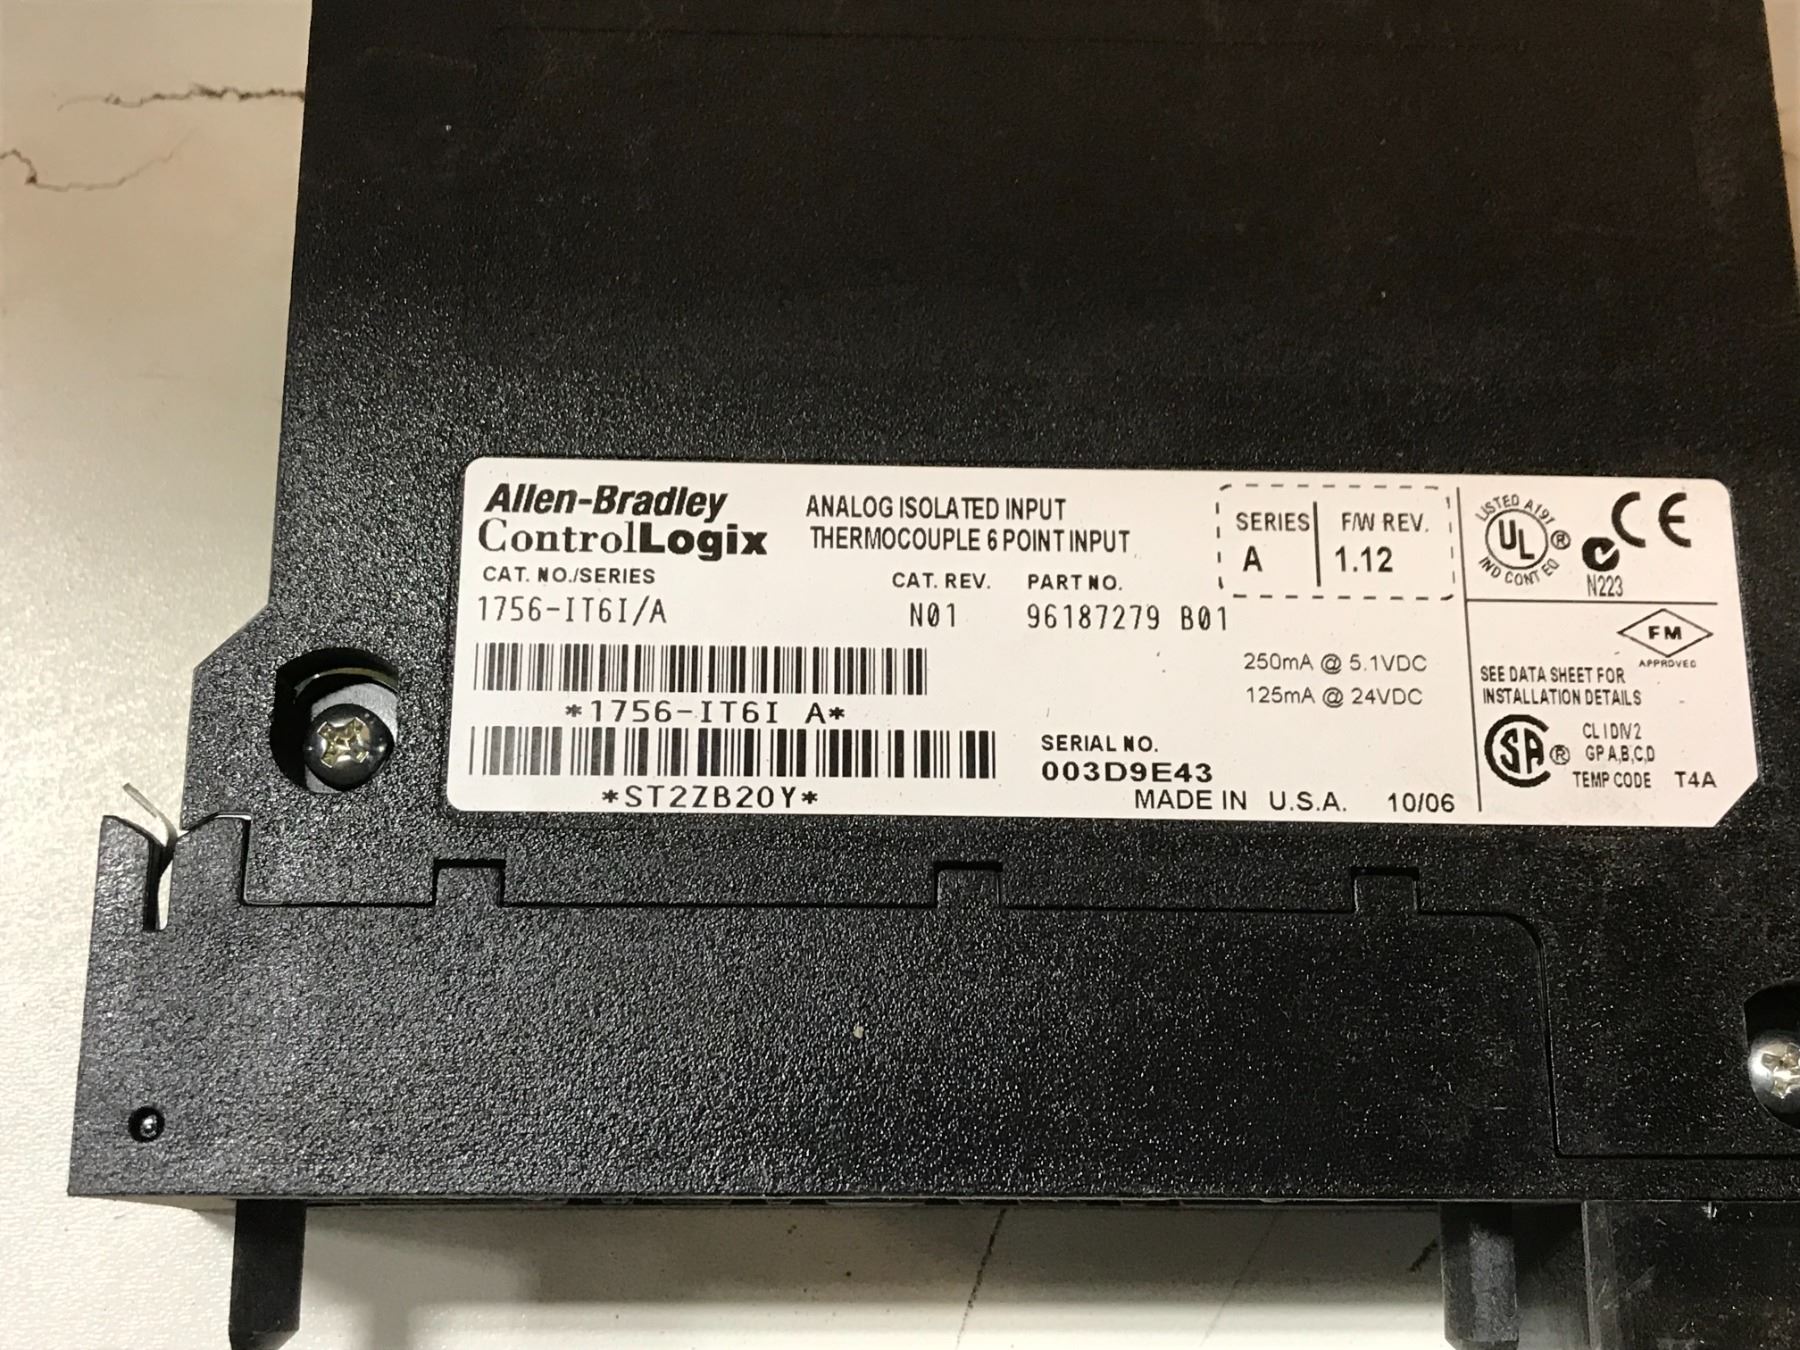 Allen-Bradley
ControlLogix
ANALOG ISOLATED INPUT
THERMOCOUPLE 6 POINT INPUT
SERIES A
F/W REV. 1.12
CAT. NO./SERIES
1756-IT6I/A
CAT. REV.
N01
PART NO.
96187279 B01
*1756-IT6I A*
*ST2ZB20Y*
250mA @ 5.1VDC
125mA @ 24VDC
SERIAL NO.
003D9E43
MADE IN U.S.A. 10/06
LISTED A197
UL ®
IND CONT EQ
CE
N223
FM
APPROVED
SEE DATA SHEET FOR
INSTALLATION DETAILS
SA ®
CL I DIV 2
GP A,B,C,D
TEMP CODE T4A